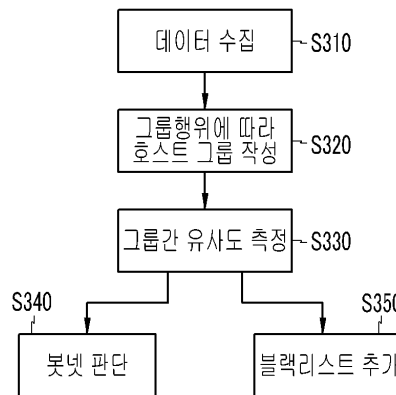 데이터 수집
S310
그룹행위에 따라
호스트 그룹 작성
S320
그룹간 유사도 측정
S330
S340
봇넷 판단
S350
블랙리스트 추가